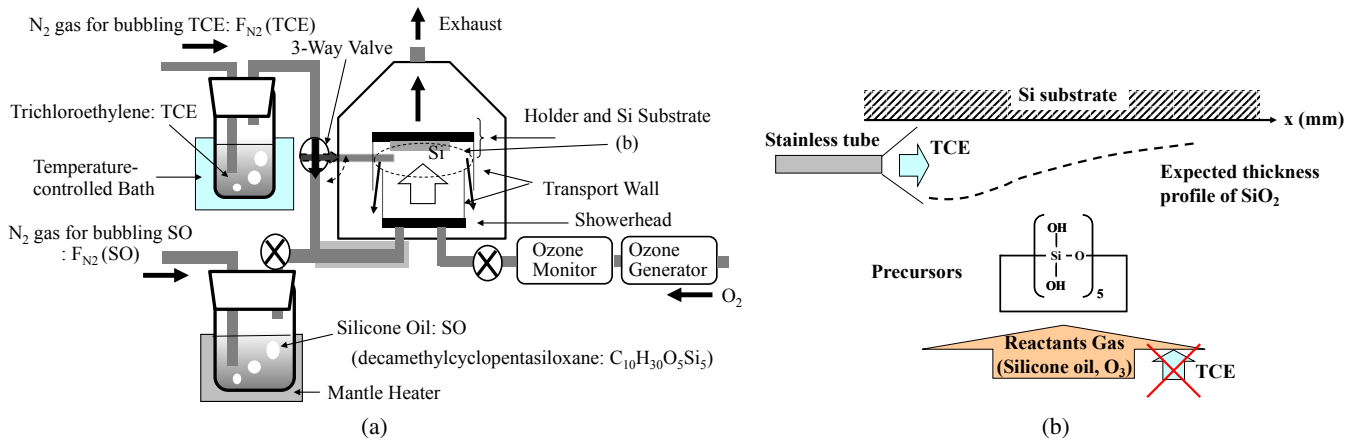 N2 gas for bubbling TCE: FN2 (TCE)
3-Way Valve
Exhaust
Trichloroethylene: TCE
Temperature-
controlled Bath
Holder and Si Substrate
(b)
Si
Transport Wall
Showerhead
N2 gas for bubbling SO
: FN2 (SO)
Ozone
Monitor
Ozone
Generator
O2
Silicone Oil: SO
(decamethylcyclopentasiloxane: C10H30O5Si5)
Mantle Heater
(a)
Si substrate
x (mm)
Stainless tube
TCE
Expected thickness
profile of SiO2
Precursors
OH
Si O
OH
5
Reactants Gas
(Silicone oil, O3)
TCE
(b)